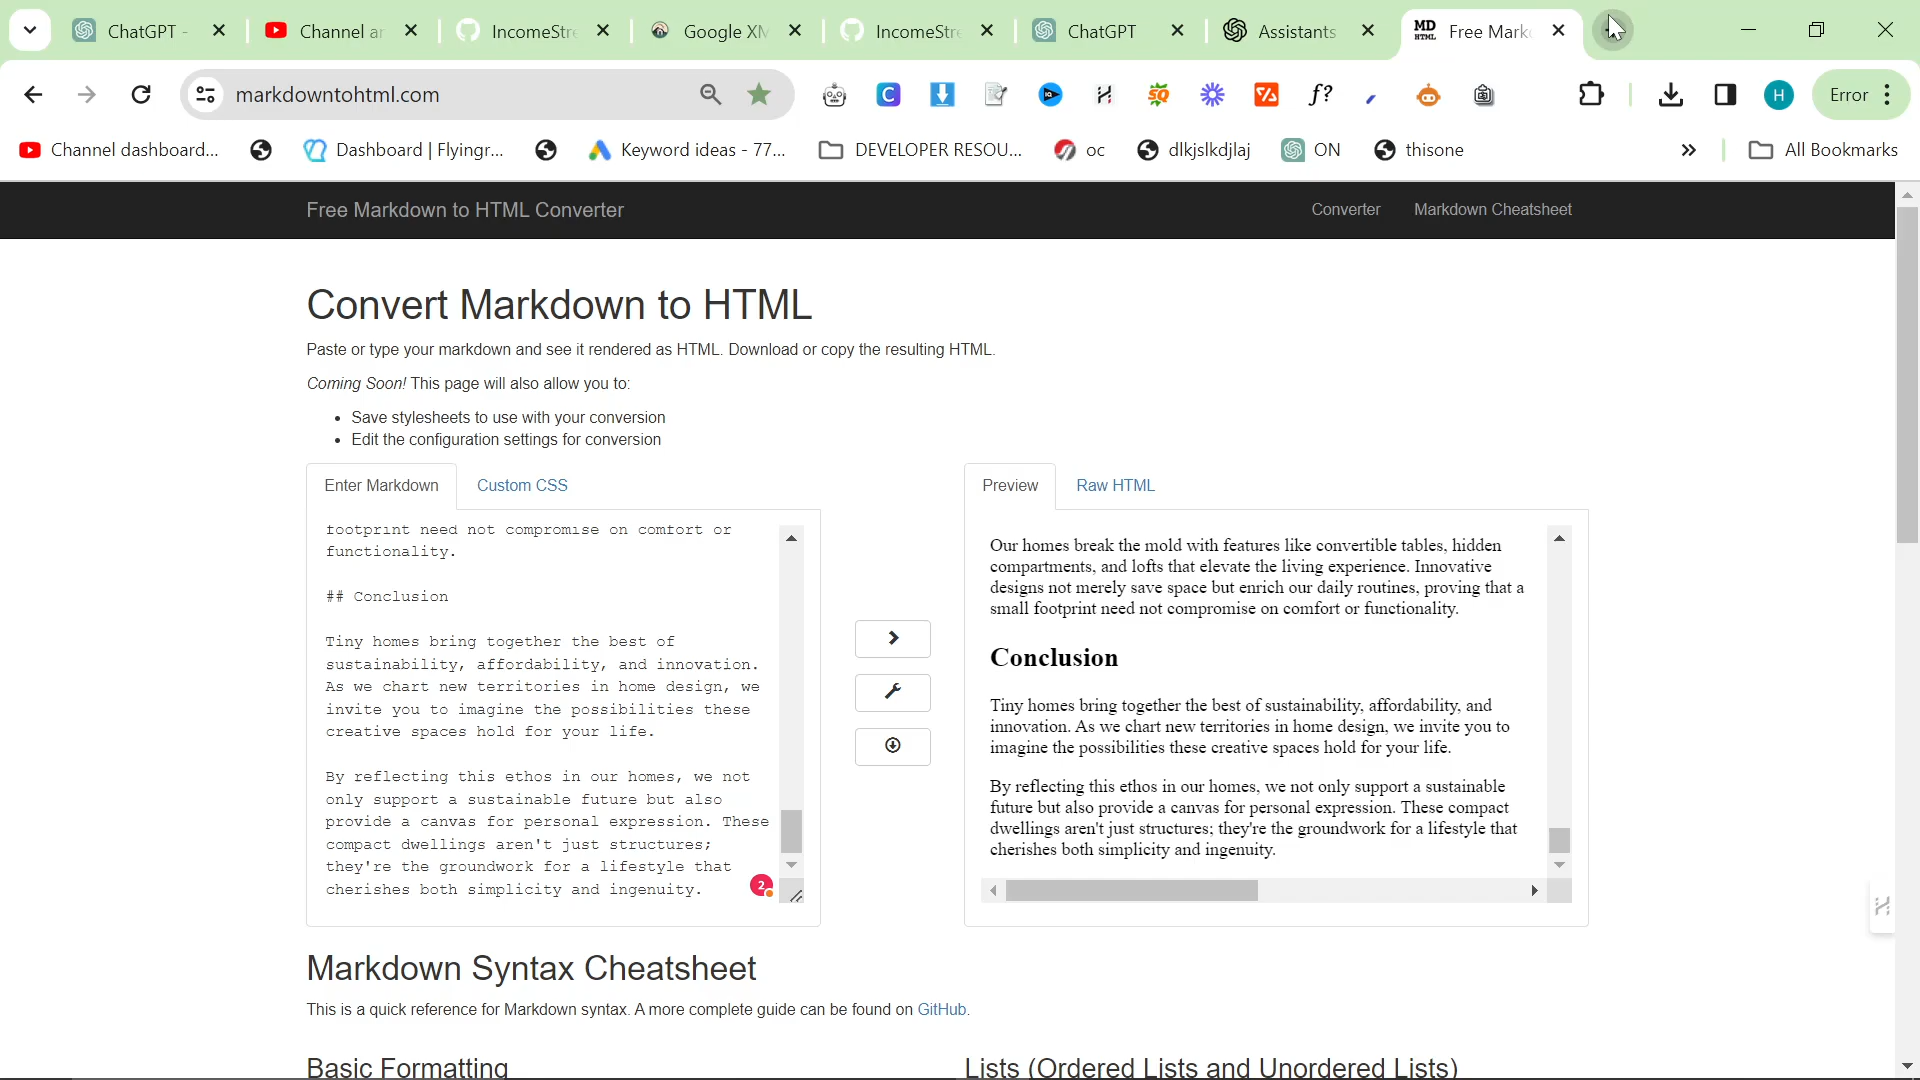 ChatGPT -
Channel ar
IncomeStre
Google XM
IncomeStre
ChatGPT
Assistants
MD HTML Free Mark
markdowntohtml.com
H
Error
Channel dashboard...
Dashboard | Flyingr...
Keyword ideas - 77...
DEVELOPER RESOU...
oc
dlkjslkdjlaj
ON
thisone
»
All Bookmarks
Free Markdown to HTML Converter
Converter
Markdown Cheatsheet
Convert Markdown to HTML
Paste or type your markdown and see it rendered as HTML. Download or copy the resulting HTML.
Coming Soon! This page will also allow you to:
• Save stylesheets to use with your conversion
• Edit the configuration settings for conversion
Enter Markdown
Custom CSS
footprint need not compromise on comfort or
functionality.
## Conclusion
Tiny homes bring together the best of
sustainability, affordability, and innovation.
As we chart new territories in home design, we
invite you to imagine the possibilities these
creative spaces hold for your life.
By reflecting this ethos in our homes, we not
only support a sustainable future but also
provide a canvas for personal expression. These
compact dwellings aren't just structures;
they're the groundwork for a lifestyle that
cherishes both simplicity and ingenuity.
2
Preview
Raw HTML
Our homes break the mold with features like convertible tables, hidden
compartments, and lofts that elevate the living experience. Innovative
designs not merely save space but enrich our daily routines, proving that a
small footprint need not compromise on comfort or functionality.
Conclusion
Tiny homes bring together the best of sustainability, affordability, and
innovation. As we chart new territories in home design, we invite you to
imagine the possibilities these creative spaces hold for your life.
By reflecting this ethos in our homes, we not only support a sustainable
future but also provide a canvas for personal expression. These compact
dwellings aren't just structures; they're the groundwork for a lifestyle that
cherishes both simplicity and ingenuity.
Markdown Syntax Cheatsheet
This is a quick reference for Markdown syntax. A more complete guide can be found on GitHub.
Basic Formatting
Lists (Ordered Lists and Unordered Lists)